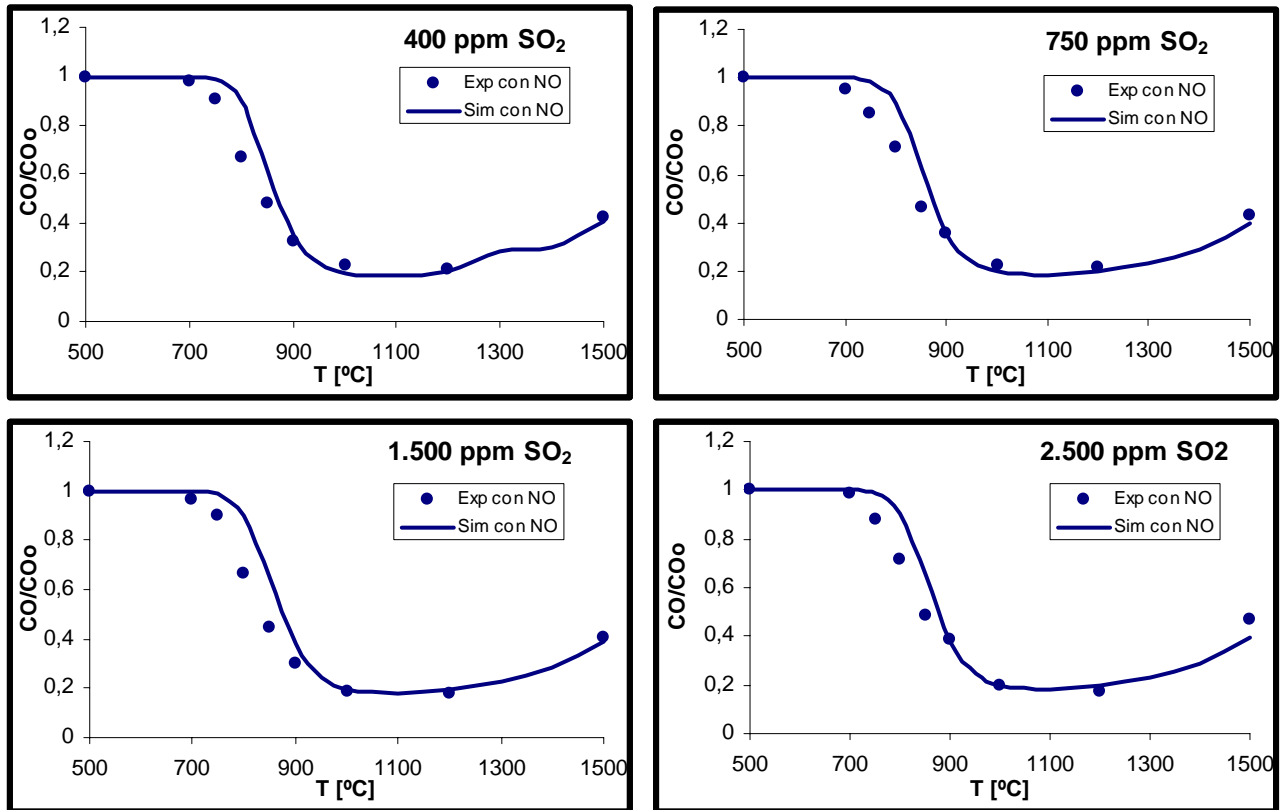 400 ppm SO₂
Exp con NO
Sim con NO
CO/COo
1,2
1
0,8
0,6
0,4
0,2
0
500 700 900 1100 1300 1500
T [ºC]
750 ppm SO₂
Exp con NO
Sim con NO
CO/COo
1,2
1
0,8
0,6
0,4
0,2
0
500 700 900 1100 1300 1500
T [ºC]
1.500 ppm SO₂
Exp con NO
Sim con NO
CO/COo
1,2
1
0,8
0,6
0,4
0,2
0
500 700 900 1100 1300 1500
T [ºC]
2.500 ppm SO2
Exp con NO
Sim con NO
CO/COo
1,2
1
0,8
0,6
0,4
0,2
0
500 700 900 1100 1300 1500
T [ºC]